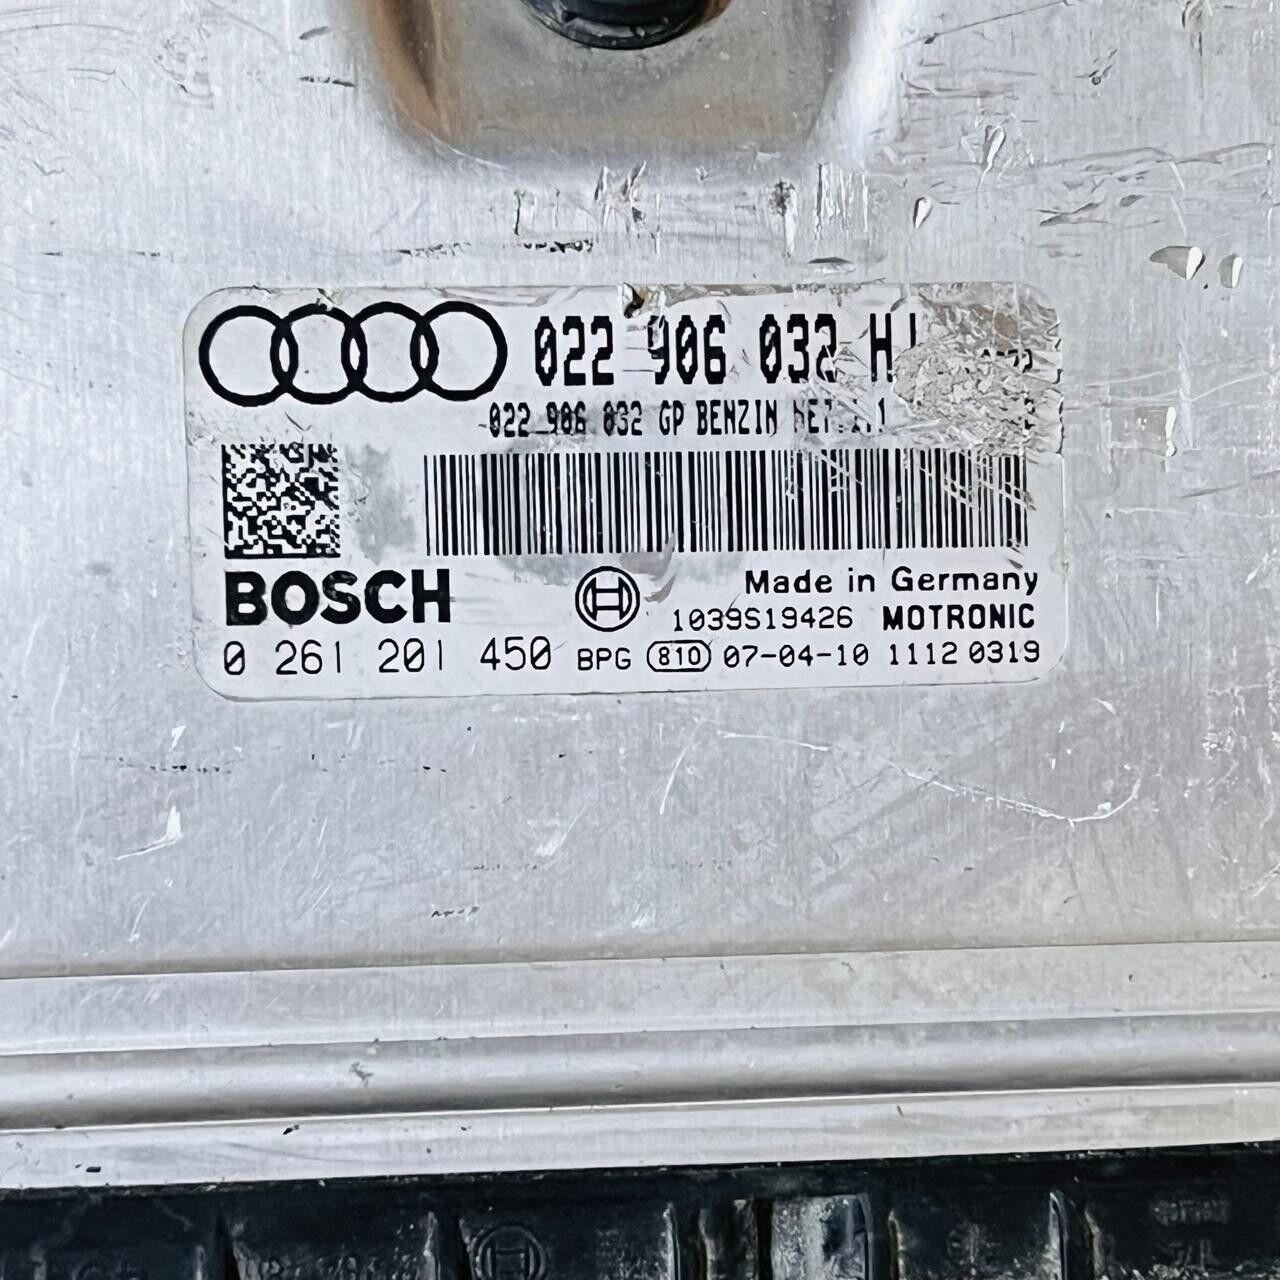 022 906 032
022 906 032 GP BENZIN
BOSCH
Made in Germany
1039S19426 MOTRONIC
0 261 201 450 BPG 810 07-04-10 1112 0319